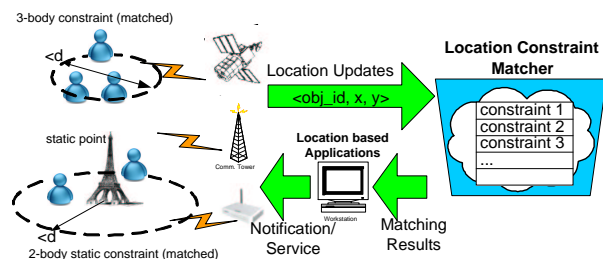 3-body constraint (matched)
<d
Location Updates
<obj_id, x, y>
Location Constraint
Matcher
constraint 1
constraint 2
constraint 3
...
static point
Comm. Tower
Location based
Applications
Workstation
<d
2-body static constraint (matched)
Notification/
Service
Matching
Results